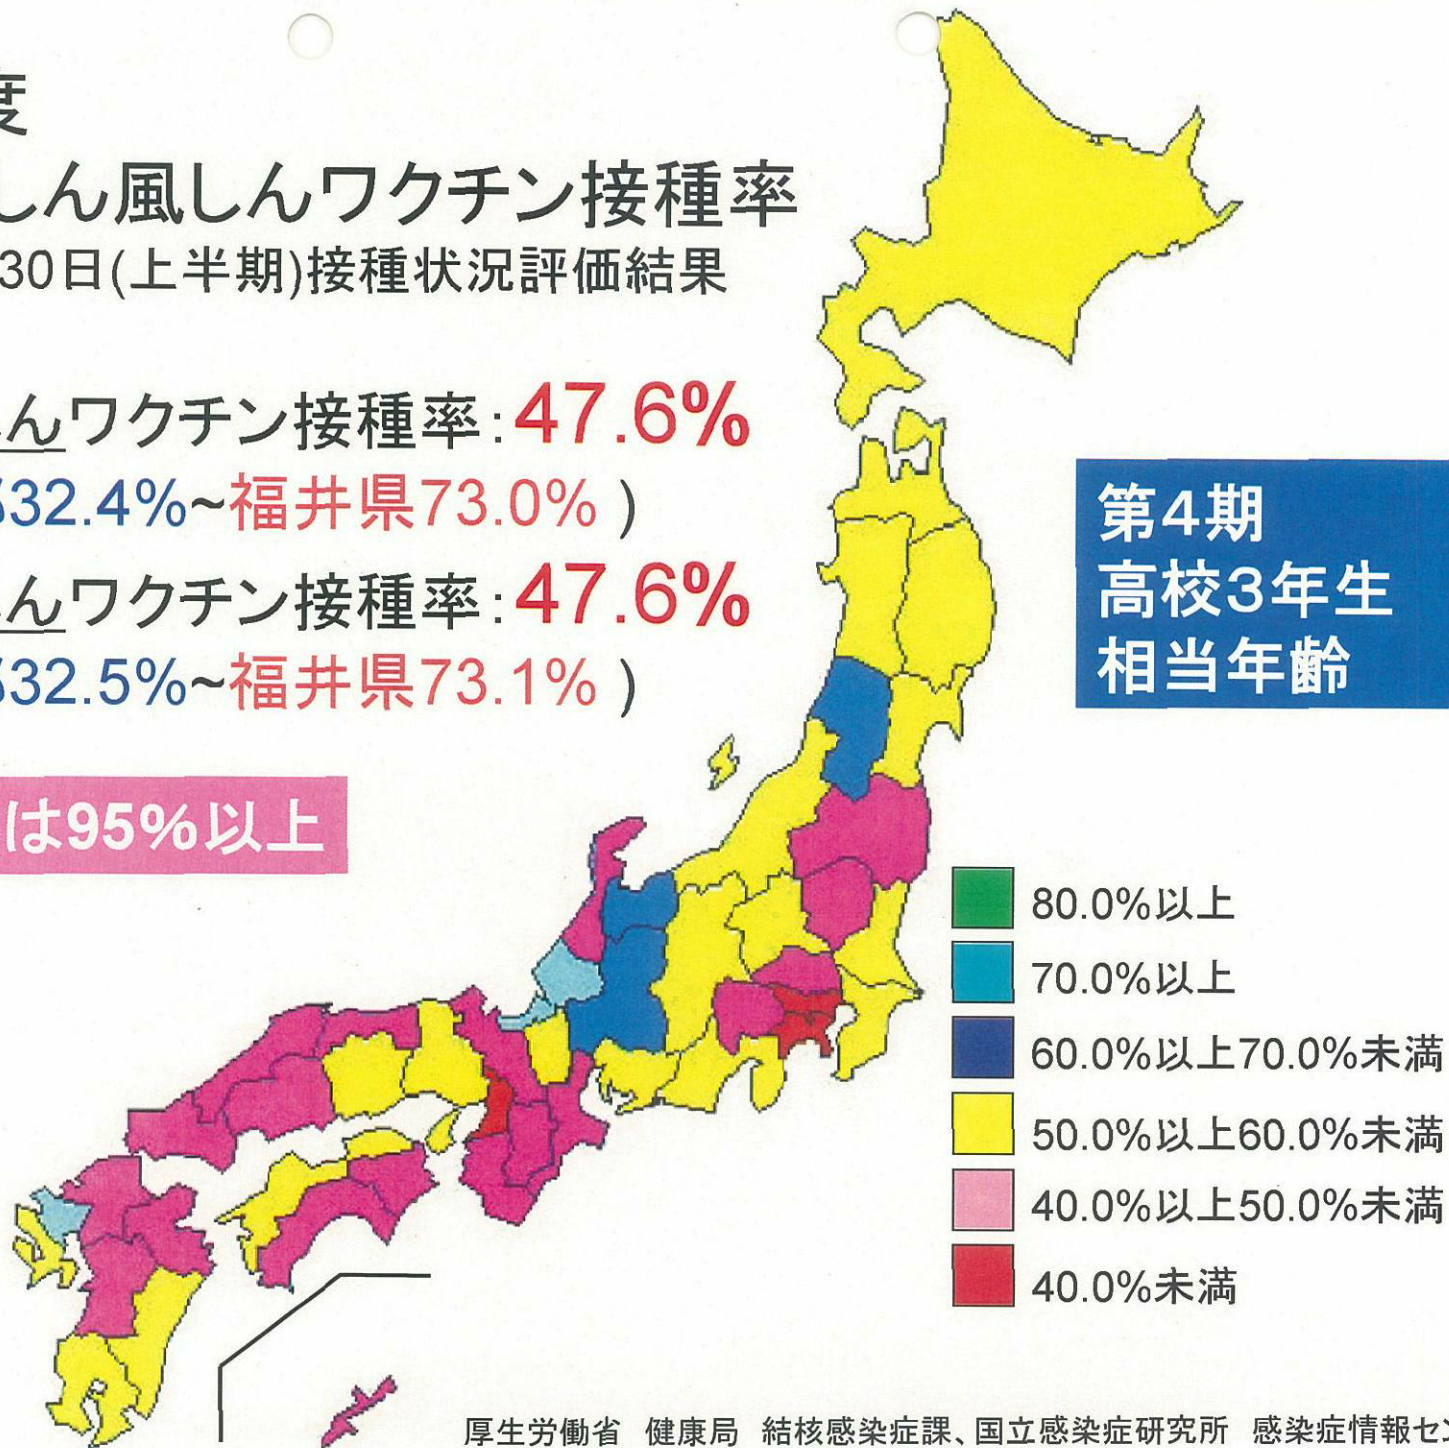 度
しん風しんワクチン接種率
30日(上半期)接種状況評価結果
んワクチン接種率:47.6%
32.4%~福井県73.0% )
んワクチン接種率:47.6%
32.5%~福井県73.1% )
は95%以上
第4期
高校3年生
相当年齢
80.0%以上
70.0%以上
60.0%以上70.0%未満
50.0%以上60.0%未満
40.0%以上50.0%未満
40.0%未満
厚生労働省 健康局 結核感染症課、国立感染症研究所 感染症情報セン